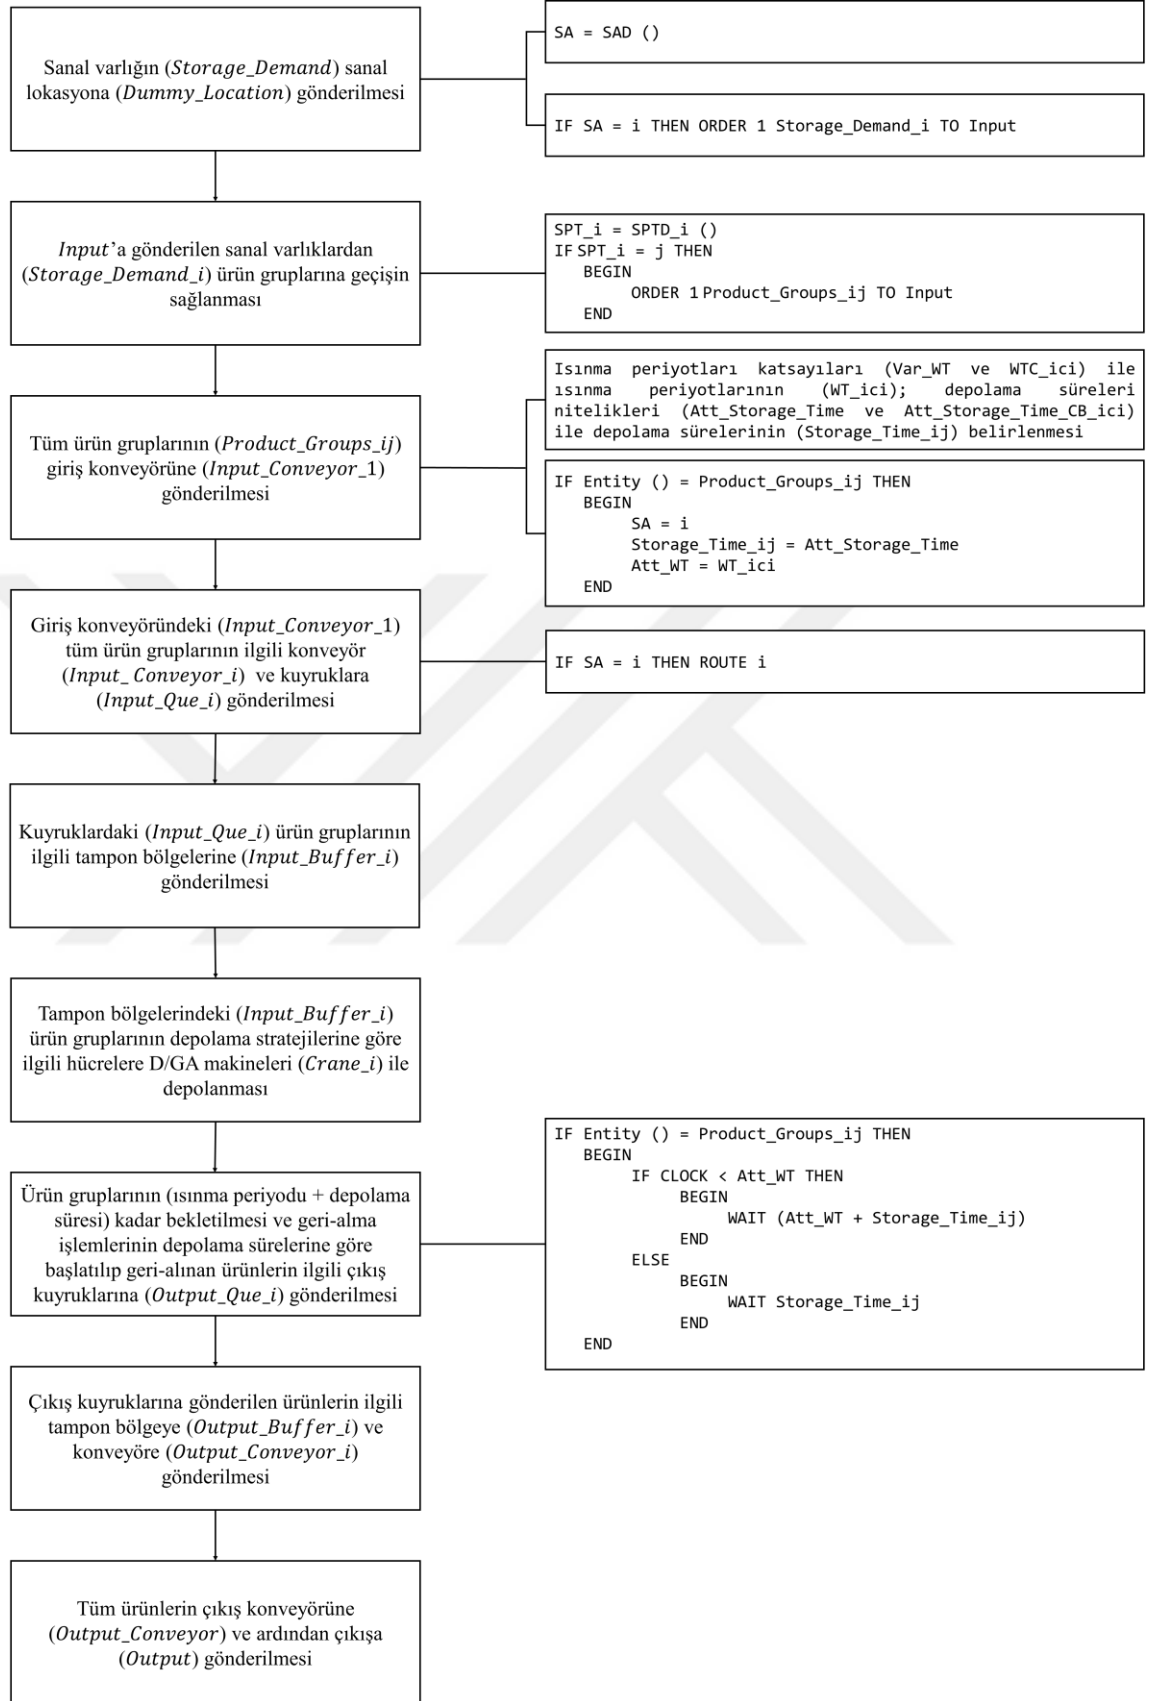 Sanal varlığın (Storage_Demand) sanal
lokasyona (Dummy_Location) gönderilmesi
SA = SAD ()
IF SA = i THEN ORDER 1 Storage_Demand_i TO Input
Input'a gönderilen sanal varlıklardan
(Storage_Demand_i) ürün gruplarına geçişin
sağlanması
SPT_i = SPTD_i ()
IF SPT_i = j THEN
BEGIN
ORDER 1 Product_Groups_ij TO Input
END
Tüm ürün gruplarının (Product_Groups_ij)
giriş konveyörüne (Input_Conveyor_1)
gönderilmesi
Isınma periyotları katsayıları (Var_WT ve WTC_ici) ile
ısınma periyotlarının (WT_ici); depolama süreleri
nitelikleri (Att_Storage_Time ve Att_Storage_Time_CB_ici)
ile depolama sürelerinin (Storage_Time_ij) belirlenmesi
IF Entity () = Product_Groups_ij THEN
BEGIN
SA = i
Storage_Time_ij = Att_Storage_Time
Att_WT = WT_ici
END
Giriş konveyöründeki (Input_Conveyor_1)
tüm ürün gruplarının ilgili konveyör
(Input_ Conveyor_i) ve kuyruklara
(Input_Que_i) gönderilmesi
IF SA = i THEN ROUTE i
Kuyruklardaki (Input_Que_i) ürün gruplarının
ilgili tampon bölgelerine (Input_Buffer_i)
gönderilmesi
Tampon bölgelerindeki (Input_Buffer_i)
ürün gruplarının depolama stratejilerine göre
ilgili hücrelere D/GA makineleri (Crane_i) ile
depolanması
Ürün gruplarının (ısınma periyodu + depolama
süresi) kadar bekletilmesi ve geri-alma
işlemlerinin depolama sürelerine göre
başlatılıp geri-alınan ürünlerin ilgili çıkış
kuyruklarına (Output_Que_i) gönderilmesi
IF Entity () = Product_Groups_ij THEN
BEGIN
IF CLOCK < Att_WT THEN
BEGIN
WAIT (Att_WT + Storage_Time_ij)
END
ELSE
BEGIN
WAIT Storage_Time_ij
END
END
Çıkış kuyruklarına gönderilen ürünlerin ilgili
tampon bölgeye (Output_Buffer_i) ve
konveyöre (Output_Conveyor_i)
gönderilmesi
Tüm ürünlerin çıkış konveyörüne
(Output_Conveyor) ve ardından çıkışa
(Output) gönderilmesi